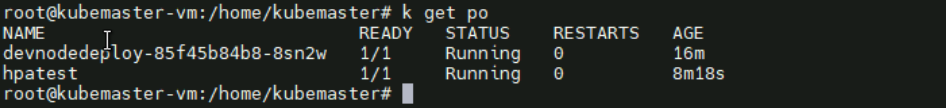 root@kubemaster-vm:/home/kubemaster# k get po
NAME READY STATUS RESTARTS AGE
devnodedeploy-85f45b84b8-8sn2w 1/1 Running 0 16m
hpatest 1/1 Running 0 8m18s
root@kubemaster-vm:/home/kubemaster#